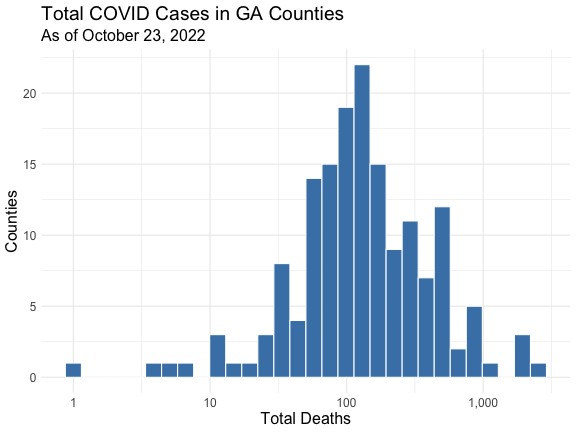 Total COVID Cases in GA Counties
As of October 23, 2022
20
15
10
5
0
Counties
1 10 100 1,000
Total Deaths